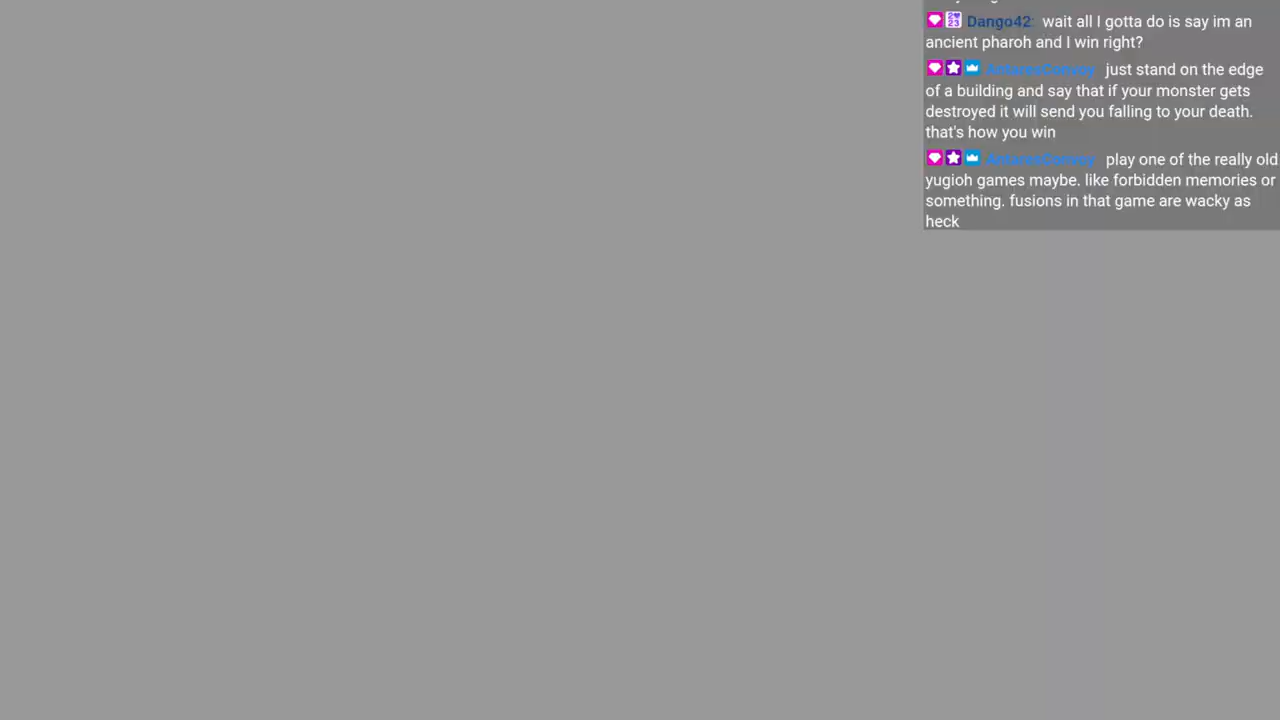 Dango42: wait all I gotta do is say im an
ancient pharoh and I win right?
AntaresConvoy: just stand on the edge
of a building and say that if your monster gets
destroyed it will send you falling to your death.
that's how you win
AntaresConvoy: play one of the really old
yugioh games maybe. like forbidden memories or
something. fusions in that game are wacky as
heck